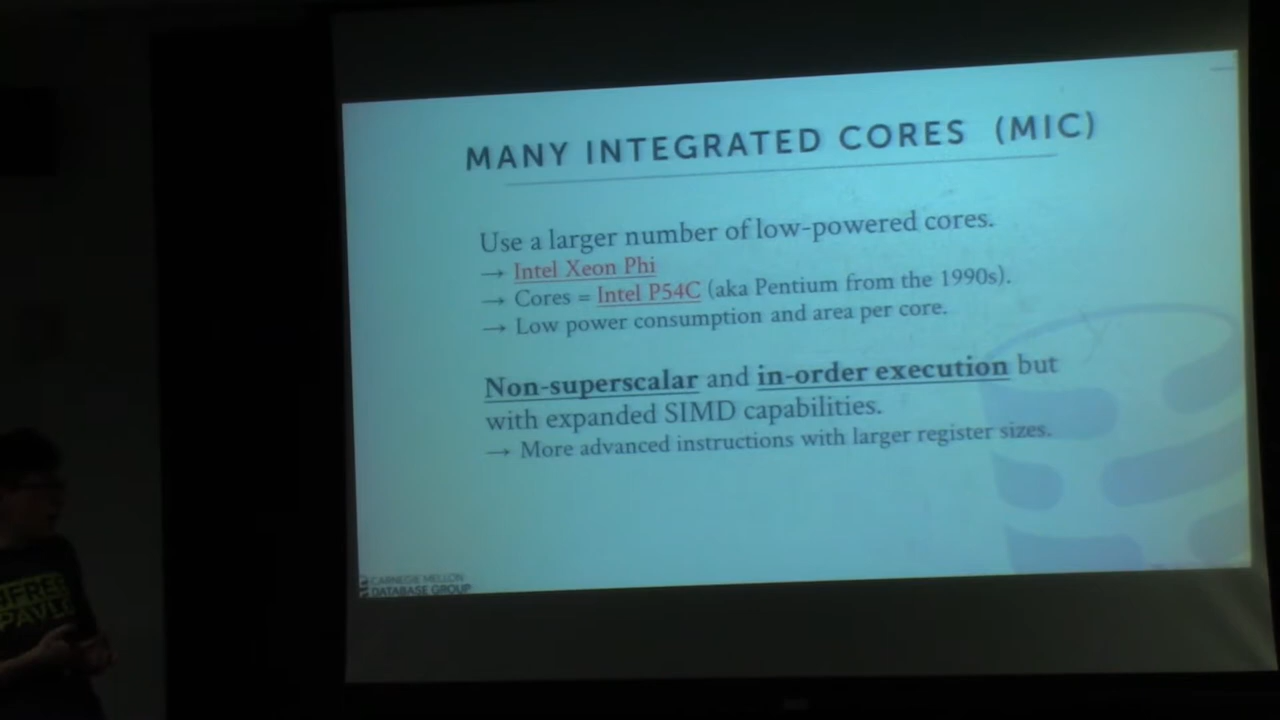 MANY INTEGRATED CORES (MIC)
Use a larger number of low-powered cores.
→ Intel Xeon Phi
→ Cores = Intel P54C (aka Pentium from the 1990s).
→ Low power consumption and area per core.
Non-superscalar and in-order execution but
with expanded SIMD capabilities.
→ More advanced instructions with larger register sizes.
CARNEGIE MELLON
DATABASE GROUP
PAVLO